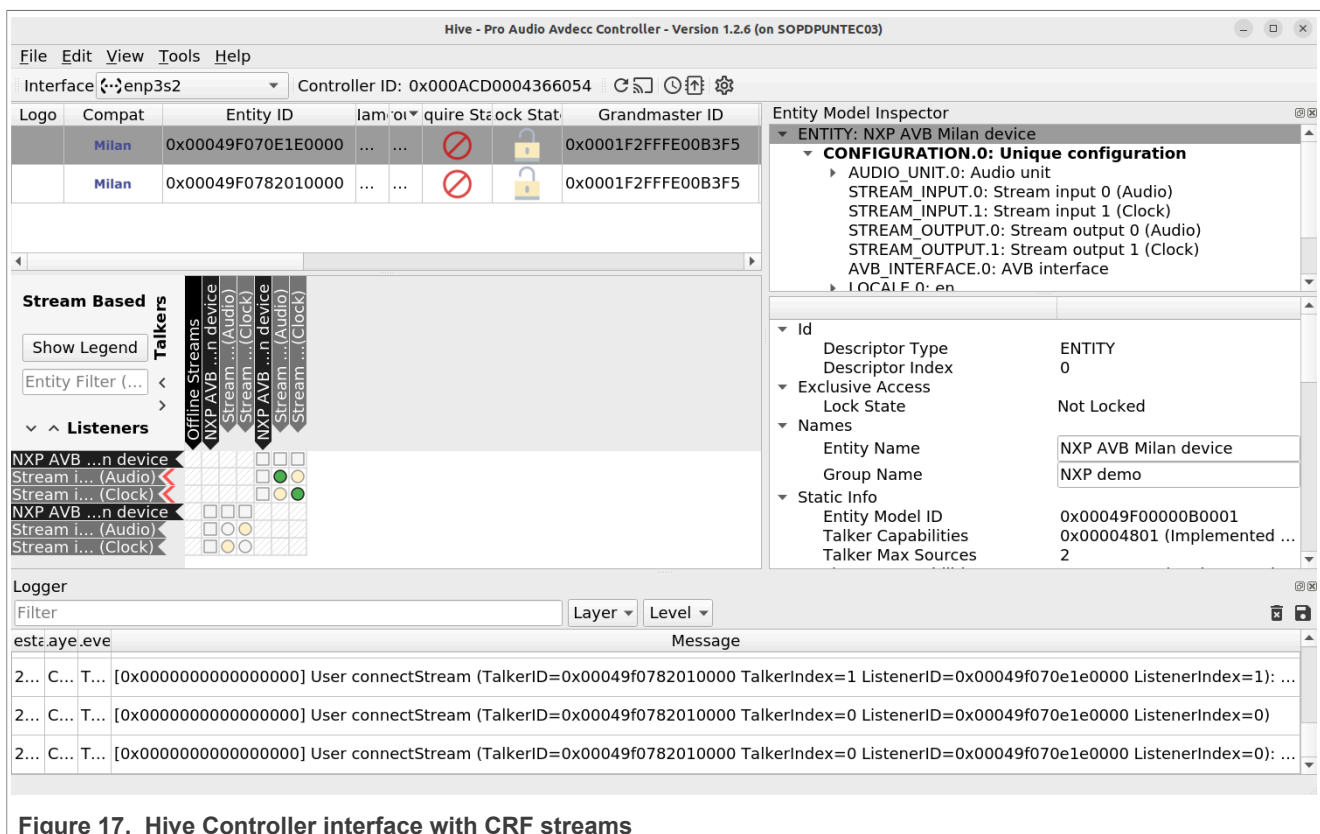 Hive - Pro Audio Avdecc Controller - Version 1.2.6 (on SOPDPUNTEC03)
File Edit View Tools Help
Interface enp3s2 Controller ID: 0x000ACD0004366054
Logo Compat Entity ID quire Sta ock Stat Grandmaster ID
Milan 0x00049F070E1E0000 ... ... 0x0001F2FFFE00B3F5
Milan 0x00049F0782010000 ... ... 0x0001F2FFFE00B3F5
Entity Model Inspector
ENTITY: NXP AVB Milan device
CONFIGURATION.0: Unique configuration
AUDIO_UNIT.0: Audio unit
STREAM_INPUT.0: Stream input 0 (Audio)
STREAM_INPUT.1: Stream input 1 (Clock)
STREAM_OUTPUT.0: Stream output 0 (Audio)
STREAM_OUTPUT.1: Stream output 1 (Clock)
AVB_INTERFACE.0: AVB interface
LOCALE.0: en
Stream Based
Talkers
Show Legend
Entity Filter (...
Listeners
Offline Streams
NXP AVB ...n device
Stream ...(Audio)
Stream ...(Clock)
NXP AVB ...n device
Stream ...(Audio)
Stream ...(Clock)
NXP AVB ...n device
Stream i... (Audio)
Stream i... (Clock)
NXP AVB ...n device
Stream i... (Audio)
Stream i... (Clock)
Id
Descriptor Type ENTITY
Descriptor Index 0
Exclusive Access
Lock State Not Locked
Names
Entity Name NXP AVB Milan device
Group Name NXP demo
Static Info
Entity Model ID 0x00049F00000B0001
Talker Capabilities 0x00004801 (Implemented ...
Talker Max Sources 2
Logger
Filter Layer Level
esta aye .eve Message
2... C... T... [0x0000000000000000] User connectStream (TalkerID=0x00049f0782010000 TalkerIndex=1 ListenerID=0x00049f070e1e0000 ListenerIndex=1): ...
2... C... T... [0x0000000000000000] User connectStream (TalkerID=0x00049f0782010000 TalkerIndex=0 ListenerID=0x00049f070e1e0000 ListenerIndex=0)
2... C... T... [0x0000000000000000] User connectStream (TalkerID=0x00049f0782010000 TalkerIndex=0 ListenerID=0x00049f070e1e0000 ListenerIndex=0): ...
Figure 17. Hive Controller interface with CRF streams